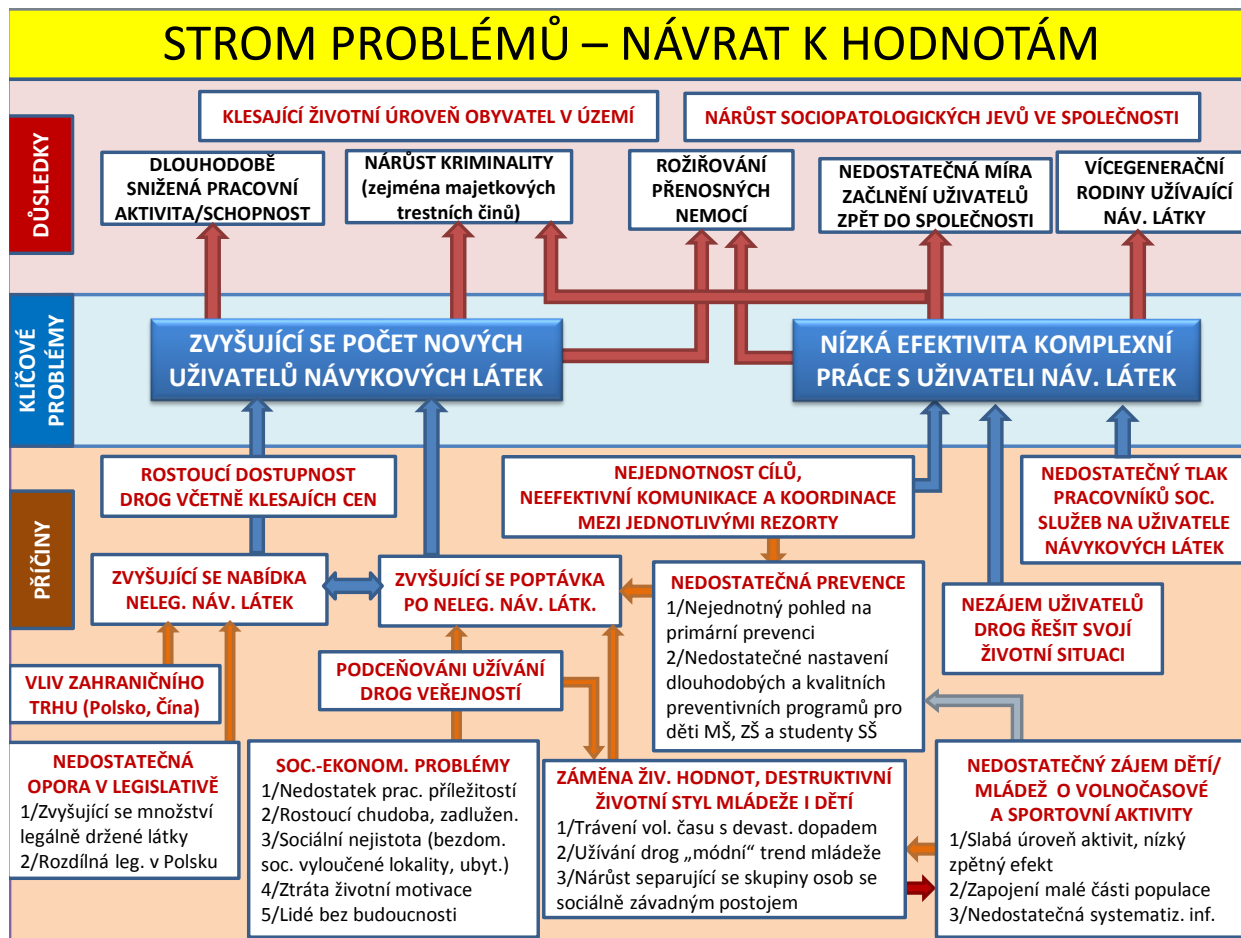 STROM PROBLÉMŮ – NÁVRAT K HODNOTÁM
DŮSLEDKY
KLESAJÍCÍ ŽIVOTNÍ ÚROVEŇ OBYVATEL V ÚZEMÍ
NÁRŮST SOCIOPATOLOGICKÝCH JEVŮ VE SPOLEČNOSTI
DLOUHODOBĚ
SNIŽENÁ PRACOVNÍ
AKTIVITA/SCHOPNOST
NÁRŮST KRIMINALITY
(zejména majetkových
trestních činů)
ROŽIŘOVÁNÍ
PŘENOSNÝCH
NEMOCÍ
NEDOSTATEČNÁ MÍRA
ZAČLNĚNÍ UŽIVATELŮ
ZPĚT DO SPOLEČNOSTI
VÍCEGENERAČNÍ
RODINY UŽÍVAJÍCÍ
NÁV. LÁTKY
KLÍČOVÉ
PROBLÉMY
ZVYŠUJÍCÍ SE POČET NOVÝCH
UŽIVATELŮ NÁVYKOVÝCH LÁTEK
NÍZKÁ EFEKTIVITA KOMPLEXNÍ
PRÁCE S UŽIVATELI NÁV. LÁTEK
PŘÍČINY
ROSTOUCÍ DOSTUPNOST
DROG VČETNĚ KLESAJÍCH CEN
NEJEDNOTNOST CÍLŮ,
NEEFEKTIVNÍ KOMUNIKACE A KOORDINACE
MEZI JEDNOTLIVÝMI REZORTY
NEDOSTATEČNÝ TLAK
PRACOVNÍKŮ SOC.
SLUŽEB NA UŽIVATELE
NÁVYKOVÝCH LÁTEK
ZVYŠUJÍCÍ SE NABÍDKA
NELEG. NÁV. LÁTEK
ZVYŠUJÍCÍ SE POPTÁVKA
PO NELEG. NÁV. LÁTK.
NEDOSTATEČNÁ PREVENCE
1/Nejednotný pohled na
primární prevenci
2/Nedostatečné nastavení
dlouhodobých a kvalitních
preventivních programů pro
děti MŠ, ZŠ a studenty SŠ
NEZÁJEM UŽIVATELŮ
DROG ŘEŠIT SVOJÍ
ŽIVOTNÍ SITUACI
VLIV ZAHRANIČNÍHO
TRHU (Polsko, Čína)
PODCEŇOVÁNI UŽÍVÁNÍ
DROG VEŘEJNOSTÍ
NEDOSTATEČNÁ
OPORA V LEGISLATIVĚ
1/Zvyšující se množství
legálně držené látky
2/Rozdílná leg. v Polsku
SOC.-EKONOM. PROBLÉMY
1/Nedostatek prac. příležitostí
2/Rostoucí chudoba, zadlužen.
3/Sociální nejistota (bezdom.
soc. vyloučené lokality, ubyt.)
4/Ztráta životní motivace
5/Lidé bez budoucnosti
ZÁMĚNA ŽIV. HODNOT, DESTRUKTIVNÍ
ŽIVOTNÍ STYL MLÁDEŽE I DĚTÍ
1/Trávení vol. času s devast. dopadem
2/Užívání drog „módní“ trend mládeže
3/Nárůst separující se skupiny osob se
sociálně závadným postojem
NEDOSTATEČNÝ ZÁJEM DĚTÍ/
MLÁDEŽ O VOLNOČASOVÉ
A SPORTOVNÍ AKTIVITY
1/Slabá úroveň aktivit, nízký
zpětný efekt
2/Zapojení malé části populace
3/Nedostatečná systematiz. inf.